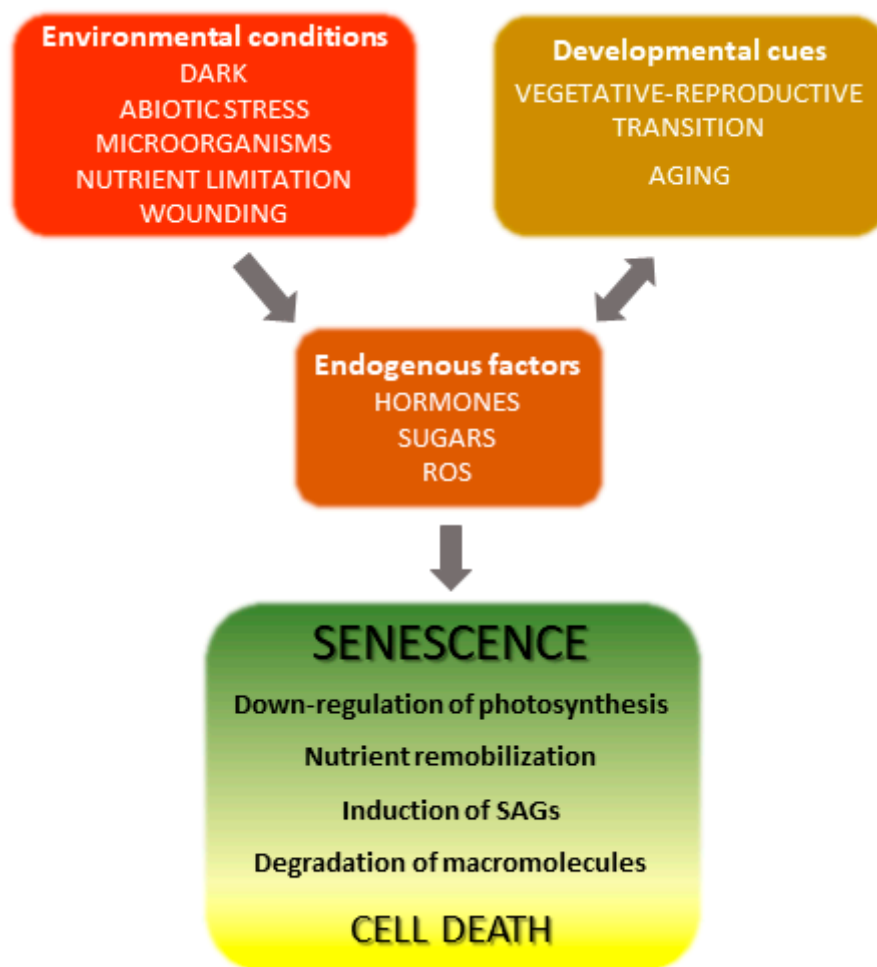 Environmental conditions
DARK
ABIOTIC STRESS
MICROORGANISMS
NUTRIENT LIMITATION
WOUNDING
Developmental cues
VEGETATIVE-REPRODUCTIVE
TRANSITION
AGING
Endogenous factors
HORMONES
SUGARS
ROS
SENESCENCE
Down-regulation of photosynthesis
Nutrient remobilization
Induction of SAGs
Degradation of macromolecules
CELL DEATH